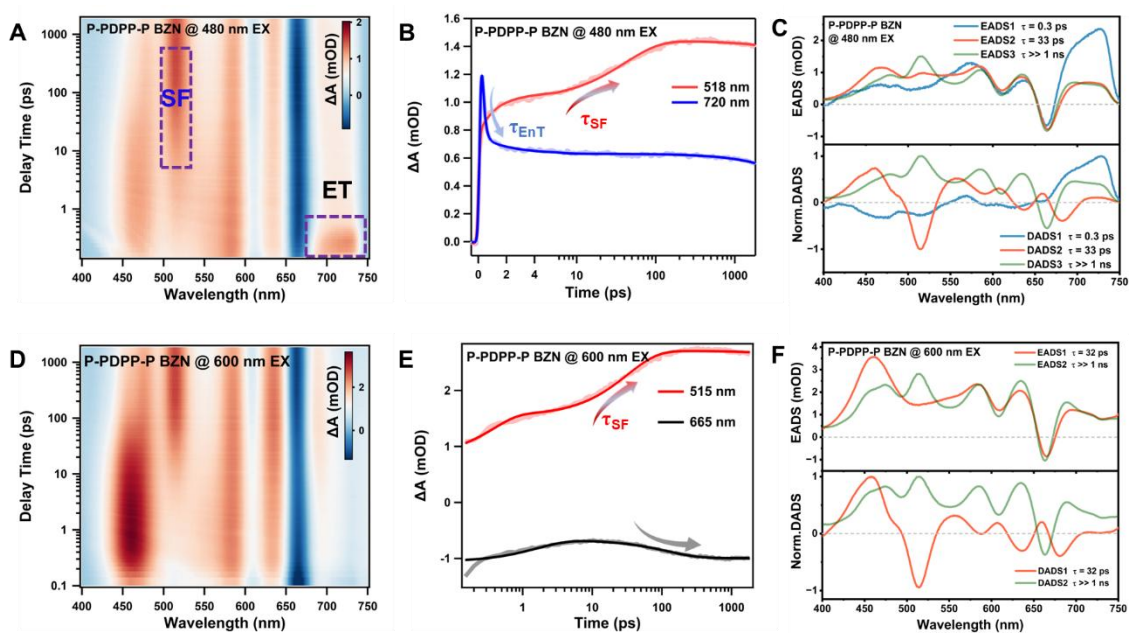 A
P-PDPP-P BZN @ 480 nm EX
1000
100
10
1
Delay Time (ps)
SF
ET
ΔA (mOD)
2
1
0
400 450 500 550 600 650 700 750
Wavelength (nm)
B
P-PDPP-P BZN @ 480 nm EX
1.6
1.4
1.2
1.0
0.8
0.6
0.4
0.2
0.0
ΔA (mOD)
518 nm
720 nm
τEnT
τSF
0 2 4 10 100 1000
Time (ps)
C
P-PDPP-P BZN
@ 480 nm EX
EADS1 τ = 0.3 ps
EADS2 τ = 33 ps
EADS3 τ >> 1 ns
EADS (mOD)
2
1
0
−1
Norm.DADS
1
0
−1
DADS1 τ = 0.3 ps
DADS2 τ = 33 ps
DADS3 τ >> 1 ns
400 450 500 550 600 650 700 750
Wavelength (nm)
D
P-PDPP-P BZN @ 600 nm EX
1000
100
10
1
0.1
Delay Time (ps)
ΔA (mOD)
2
0
400 450 500 550 600 650 700 750
Wavelength (nm)
E
P-PDPP-P BZN @ 600 nm EX
2
1
0
-1
ΔA (mOD)
515 nm
665 nm
τSF
1 10 100 1000
Time (ps)
F
P-PDPP-P BZN @ 600 nm EX
EADS1 τ = 32 ps
EADS2 τ >> 1 ns
EADS (mOD)
4
2
0
Norm.DADS
1
0
−1
DADS1 τ = 32 ps
DADS2 τ >> 1 ns
400 450 500 550 600 650 700 750
Wavelength (nm)